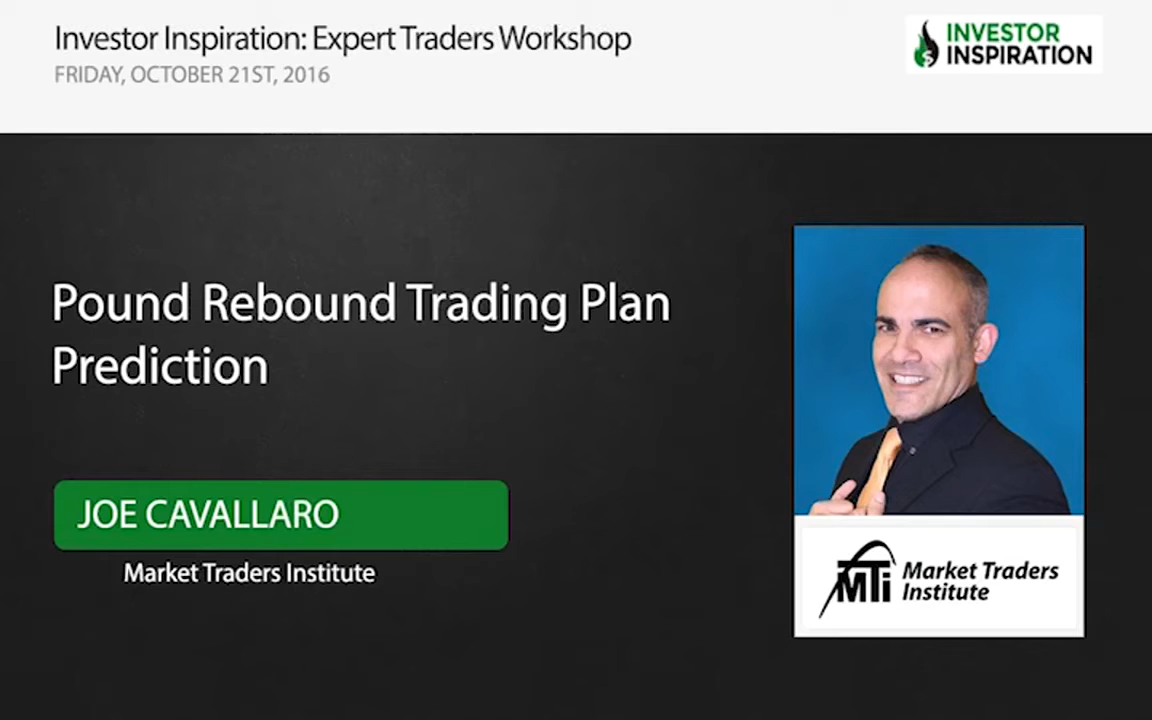 Investor Inspiration: Expert Traders Workshop
FRIDAY, OCTOBER 21ST, 2016
INVESTOR
INSPIRATION
Pound Rebound Trading Plan
Prediction
JOE CAVALLARO
Market Traders Institute
MTi
Market Traders
Institute